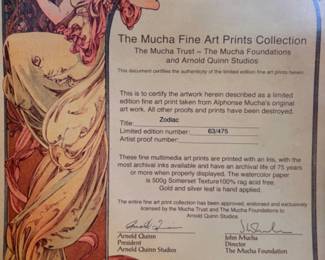 The Mucha Fine Art Prints Collection
The Mucha Trust – The Mucha Foundations
and Arnold Quinn Studios
This document certifies the authenticity of the limited edition fine art prints herein.
This is to certify the artwork herein described as a limited
edition fine art print taken from Alphonse Mucha's original
art work. All other proofs and prints have been destroyed.
Title: Zodiac
Limited edition number: 63/475
Artist proof number:
These fine multimedia art prints are printed with an Iris, with the
most archival inks available and have an archival life of 75 years
or more when properly displayed. The watercolor paper
is 500g Somerset Texture100% rag acid free.
Gold and silver leaf is hand applied.
The entire fine art print collection has been approved, endorsed and exclusively
licensed by the Mucha Trust and The Mucha Foundations to
Arnold Quinn Studios.
Arnold Quinn
President
Arnold Quinn Studios
John Mucha
Director
The Mucha Foundation